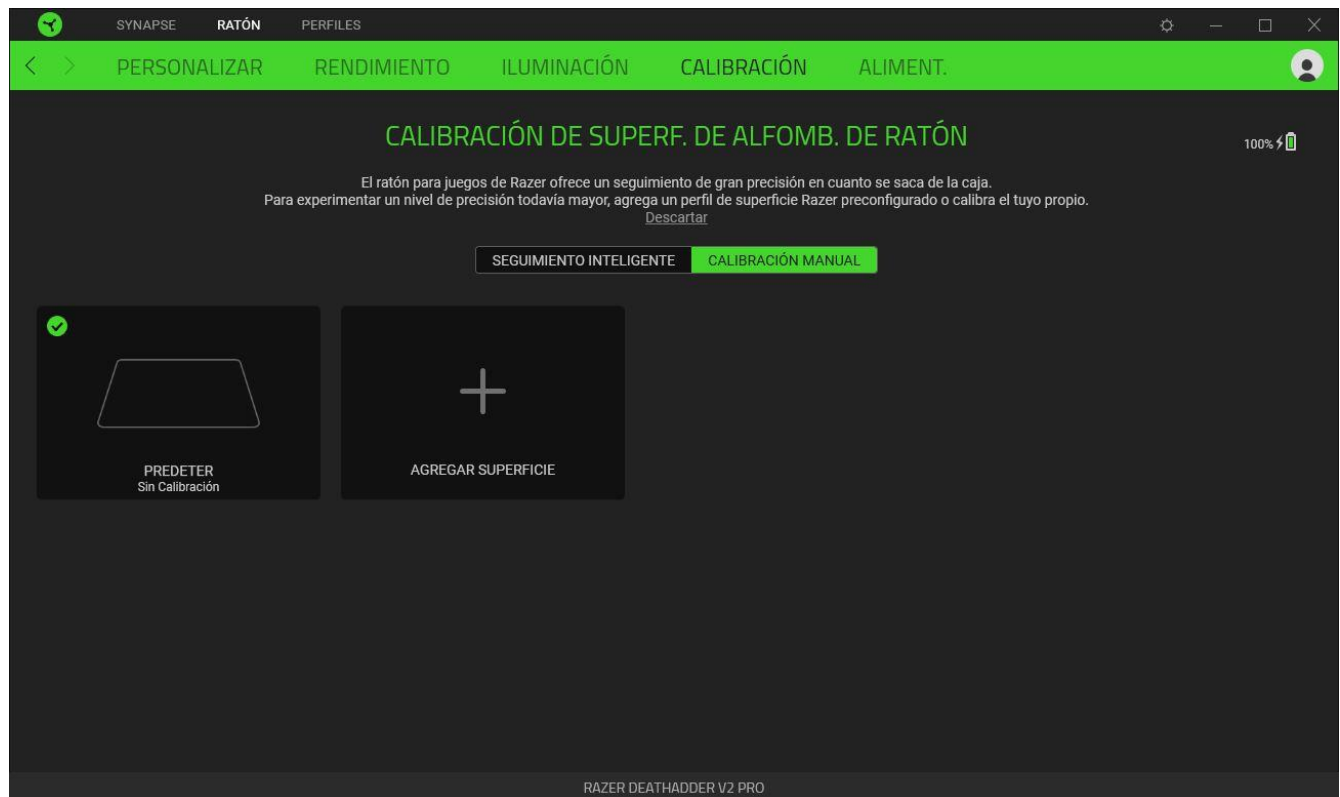 SYNAPSE RATÓN PERFILES
PERSONALIZAR RENDIMIENTO ILUMINACIÓN CALIBRACIÓN ALIMENT.
CALIBRACIÓN DE SUPERF. DE ALFOMB. DE RATÓN
100%
El ratón para juegos de Razer ofrece un seguimiento de gran precisión en cuanto se saca de la caja.
Para experimentar un nivel de precisión todavía mayor, agrega un perfil de superficie Razer preconfigurado o calibra el tuyo propio.
Descartar
SEGUIMIENTO INTELIGENTE CALIBRACIÓN MANUAL
PREDETER
Sin Calibración
AGREGAR SUPERFICIE
RAZER DEATHADDER V2 PRO